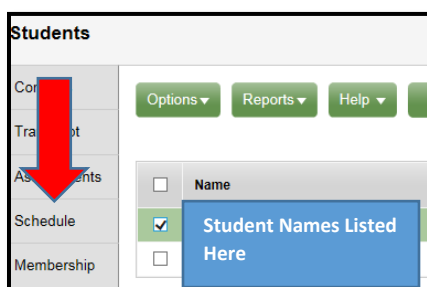 Students
Options Reports Help
Name
Schedule
Student Names Listed
Here
Membership